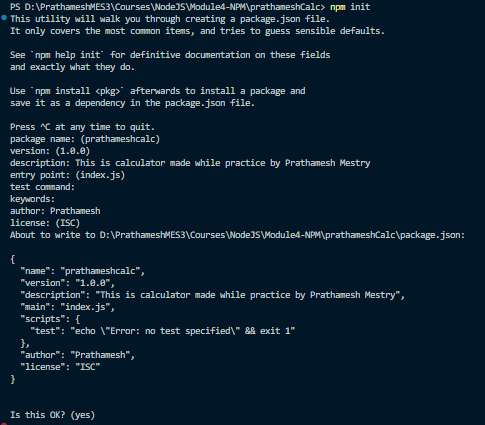 PS D:\PrathameshMES3\Courses\NodeJS\Module4-NPM\prathameshCalc> npm init
This utility will walk you through creating a package.json file.
It only covers the most common items, and tries to guess sensible defaults.
See `npm help init` for definitive documentation on these fields
and exactly what they do.
Use `npm install <pkg>` afterwards to install a package and
save it as a dependency in the package.json file.
Press ^C at any time to quit.
package name: (prathameshcalc)
version: (1.0.0)
description: This is calculator made while practice by Prathamesh Mestry
entry point: (index.js)
test command:
keywords:
author: Prathamesh
license: (ISC)
About to write to D:\PrathameshMES3\Courses\NodeJS\Module4-NPM\prathameshCalc\package.json:
{
  "name": "prathameshcalc",
  "version": "1.0.0",
  "description": "This is calculator made while practice by Prathamesh Mestry",
  "main": "index.js",
  "scripts": {
    "test": "echo \"Error: no test specified\" && exit 1"
  },
  "author": "Prathamesh",
  "license": "ISC"
}
Is this OK? (yes)